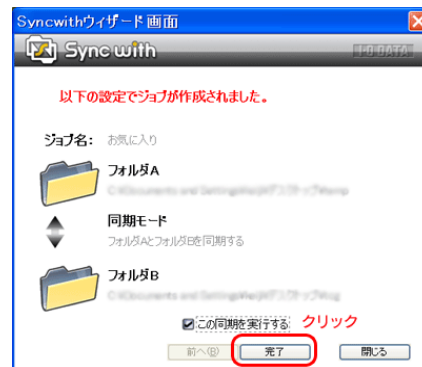 Syncwithウィザード画面
Sync with
I-O DATA
以下の設定でジョブが作成されました。
ジョブ名: お気に入り
フォルダA
同期モード
フォルダAとフォルダBを同期する
フォルダB
この同期を実行する クリック
前へ(B) 完了 閉じる